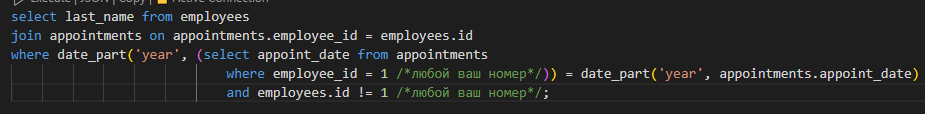 Execute | JSON | Copy | Active Connection
select last_name from employees
join appointments on appointments.employee_id = employees.id
where date_part('year', (select appoint_date from appointments
where employee_id = 1 /*любой ваш номер*/)) = date_part('year', appointments.appoint_date)
and employees.id != 1 /*любой ваш номер*/;